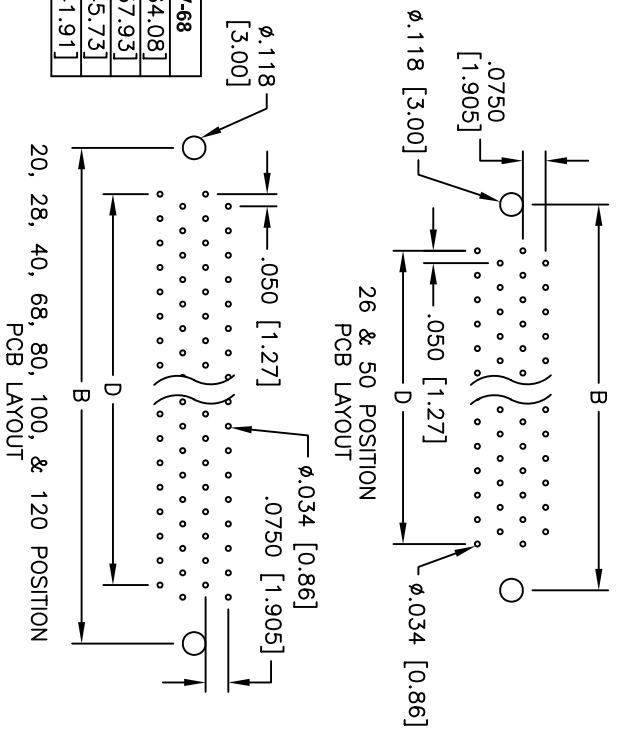 .0750
[1.905]
ø.118 [3.00]
B
.050 [1.27]
D
ø.034 [0.86]
26 & 50 POSITION
PCB LAYOUT
ø.118
[3.00]
.050 [1.27]
ø.034 [0.86]
.0750 [1.905]
D
B
20, 28, 40, 68, 80, 100, & 120 POSITION
PCB LAYOUT
7-68
64.08]
57.93]
5.73]
1.91]